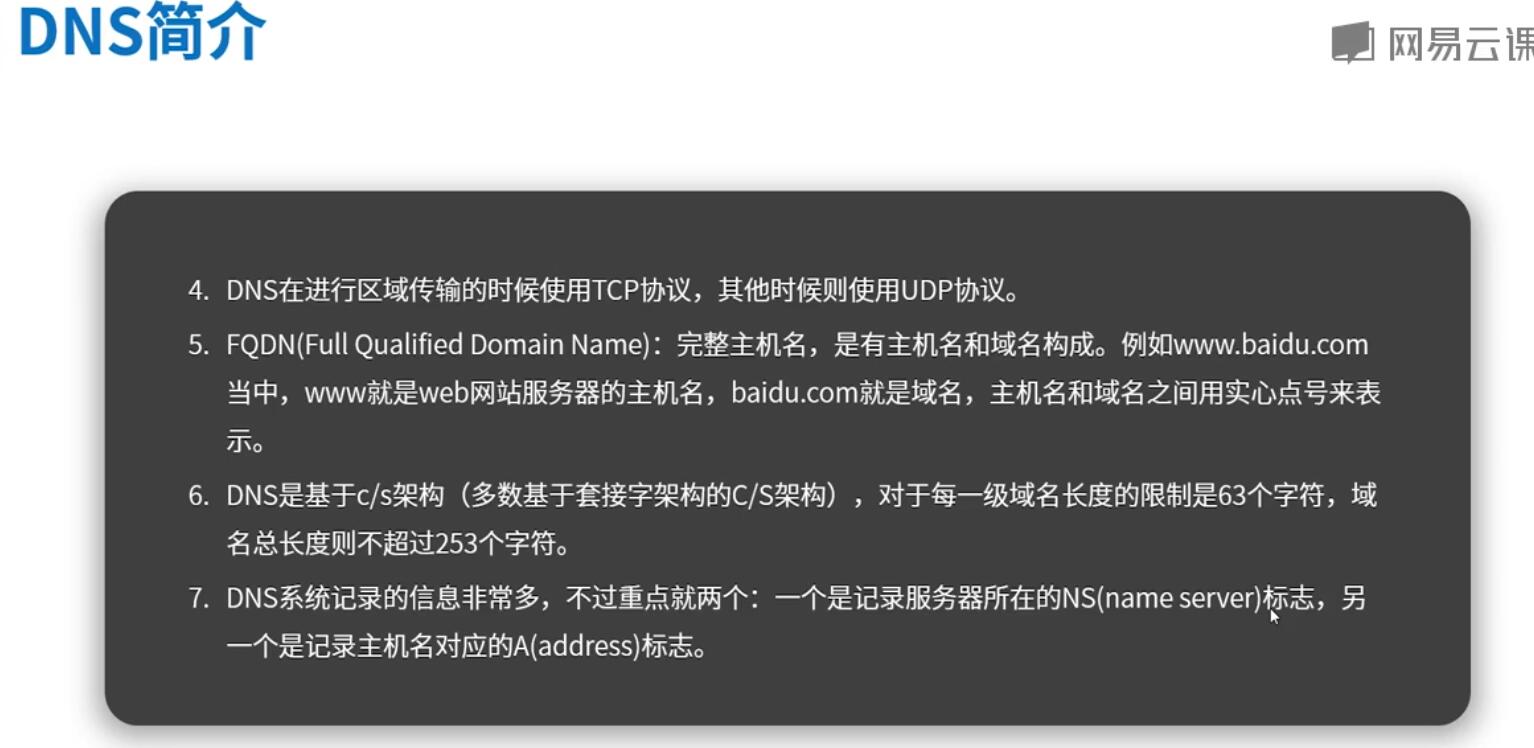 DNS简介
网易云课
4. DNS在进行区域传输的时候使用TCP协议，其他时候则使用UDP协议。
5. FQDN(Full Qualified Domain Name)：完整主机名，是有主机名和域名构成。例如www.baidu.com
当中，www就是web网站服务器的主机名，baidu.com就是域名，主机名和域名之间用实心点号来表
示。
6. DNS是基于c/s架构（多数基于套接字架构的C/S架构），对于每一级域名长度的限制是63个字符，域
名总长度则不超过253个字符。
7. DNS系统记录的信息非常多，不过重点就两个：一个是记录服务器所在的NS(name server)标志，另
一个是记录主机名对应的A(address)标志。